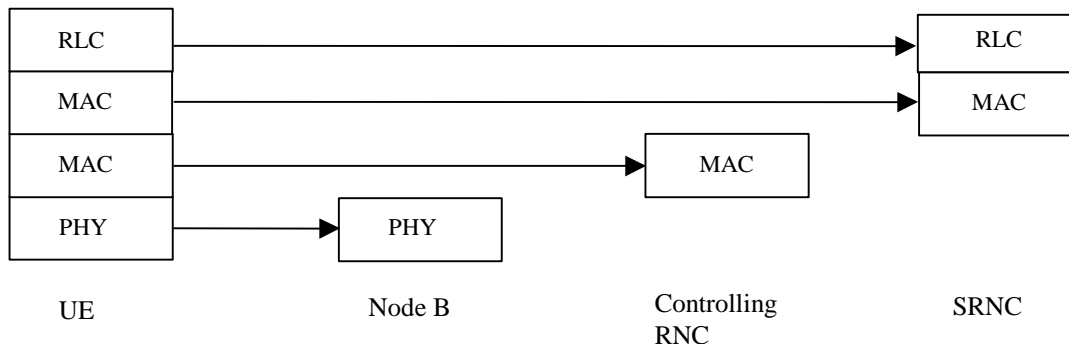 RLC
RLC
MAC
MAC
MAC
MAC
PHY
PHY
UE
Node B
Controlling
RNC
SRNC